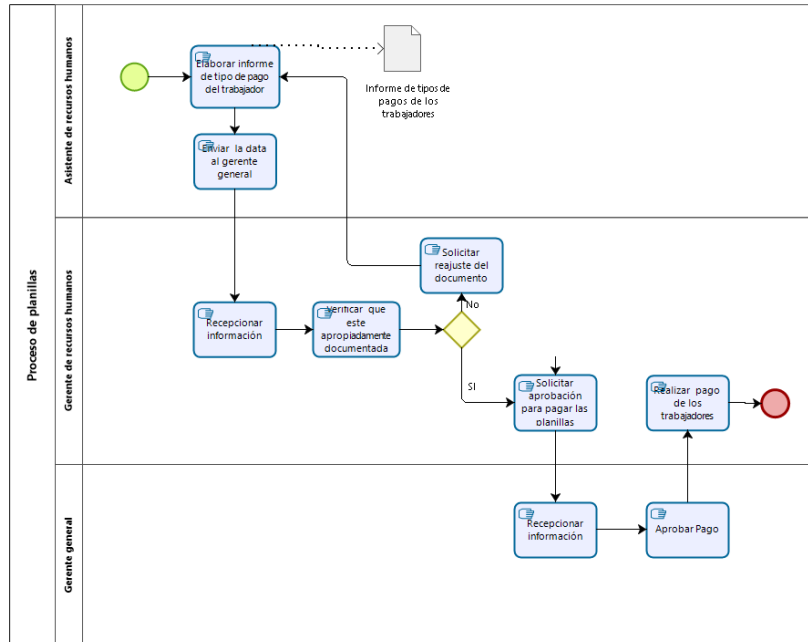 Proceso de planillas
Asistente de recursos humanos
Elaborar informe
de tipo de pago
del trabajador
Informe de tipos de
pagos de los
trabajadores
Enviar la data
al gerente
general
Gerente de recursos humanos
Solicitar
reajuste del
documento
No
Recepcionar
información
Verificar que
este
apropiadamente
documentada
SI
Solicitar
aprobación
para pagar las
planillas
Realizar pago
de los
trabajadores
Gerente general
Recepcionar
información
Aprobar Pago